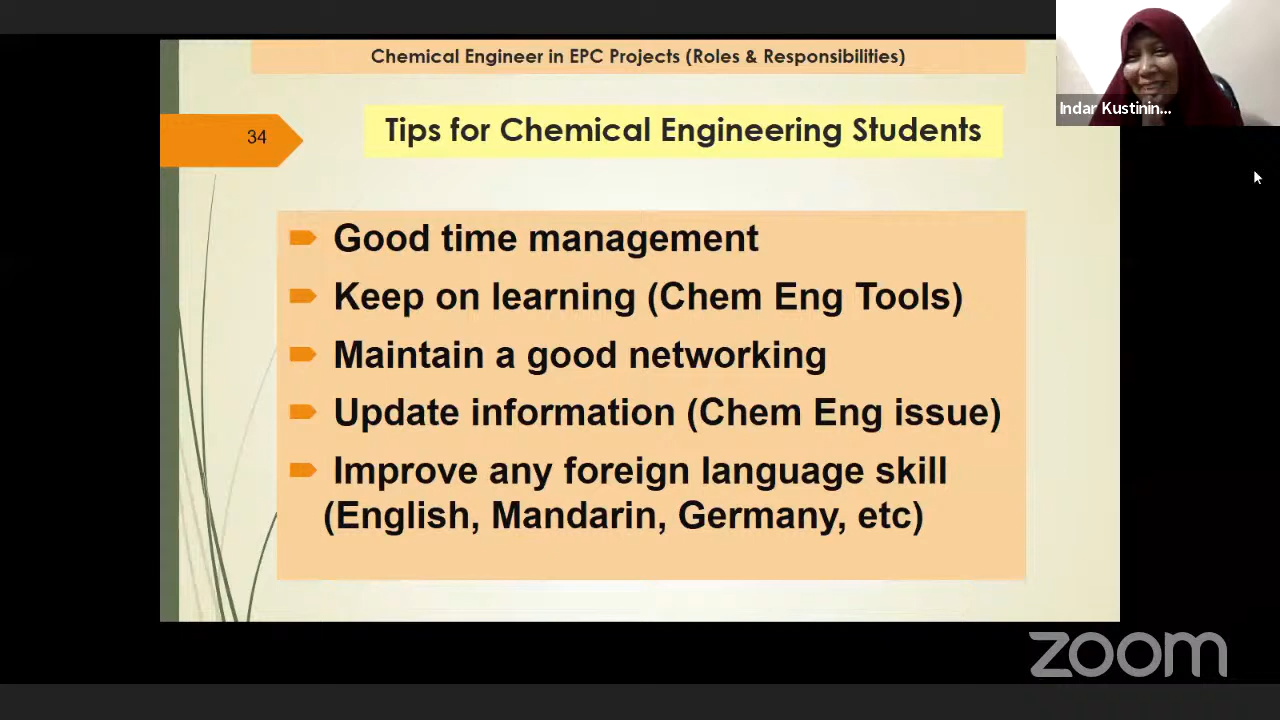 Chemical Engineer in EPC Projects (Roles & Responsibilities)
Indar Kustinin...
34
Tips for Chemical Engineering Students
Good time management
Keep on learning (Chem Eng Tools)
Maintain a good networking
Update information (Chem Eng issue)
Improve any foreign language skill
(English, Mandarin, Germany, etc)
zoom